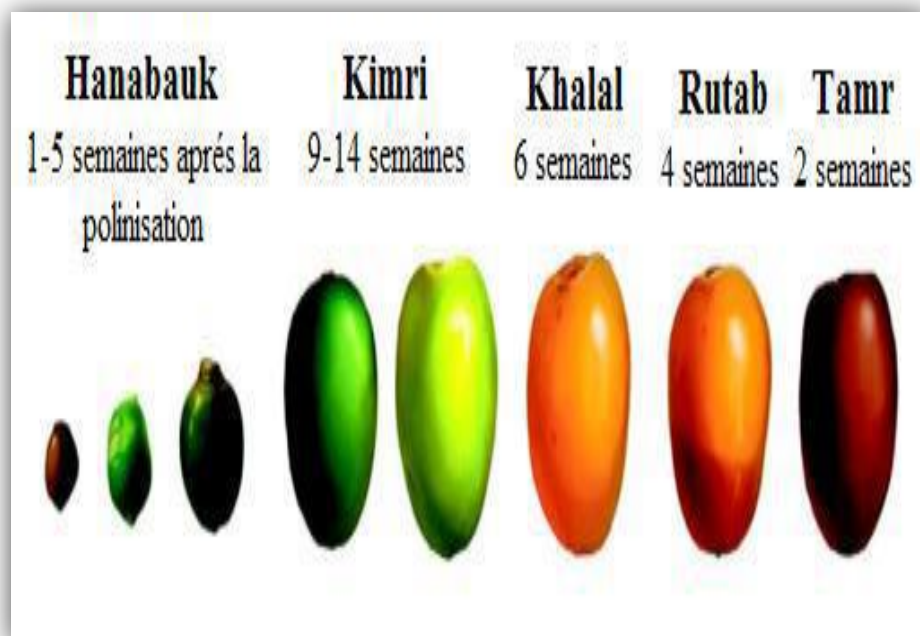 Hanabauk
1-5 semaines aprés la
polinisation
Kimri
9-14 semaines
Khalal
6 semaines
Rutab
4 semaines
Tamr
2 semaines